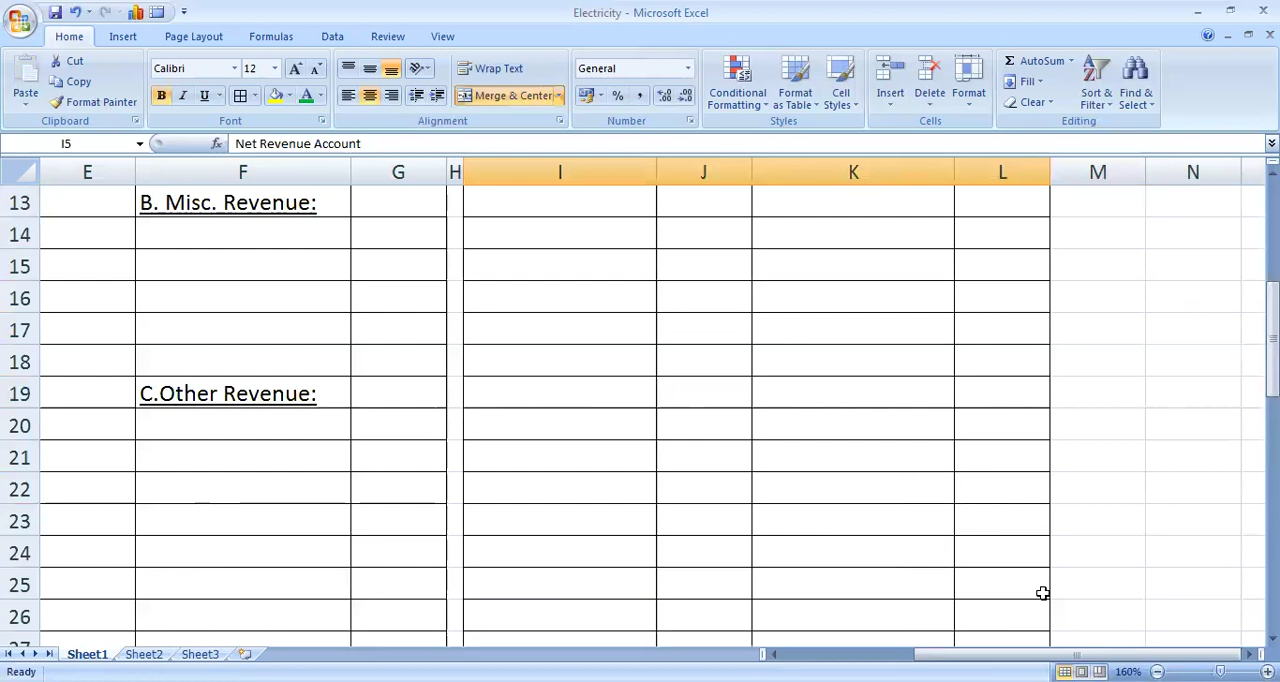 Electricity - Microsoft Excel
Home Insert Page Layout Formulas Data Review View
Paste
Cut
Copy
Format Painter
Clipboard
Calibri 12 A A
B I U A
Font
Wrap Text
Merge & Center
Alignment
General
% ,
Number
Conditional Formatting
Format as Table
Cell Styles
Styles
Insert Delete Format
Cells
Σ AutoSum
Fill
Clear
Sort & Filter
Find & Select
Editing
I5 fx Net Revenue Account
E F G H I J K L M N
13 B. Misc. Revenue:
14
15
16
17
18
19 C.Other Revenue:
20
21
22
23
24
25
26
27
Sheet1 Sheet2 Sheet3
Ready 160%